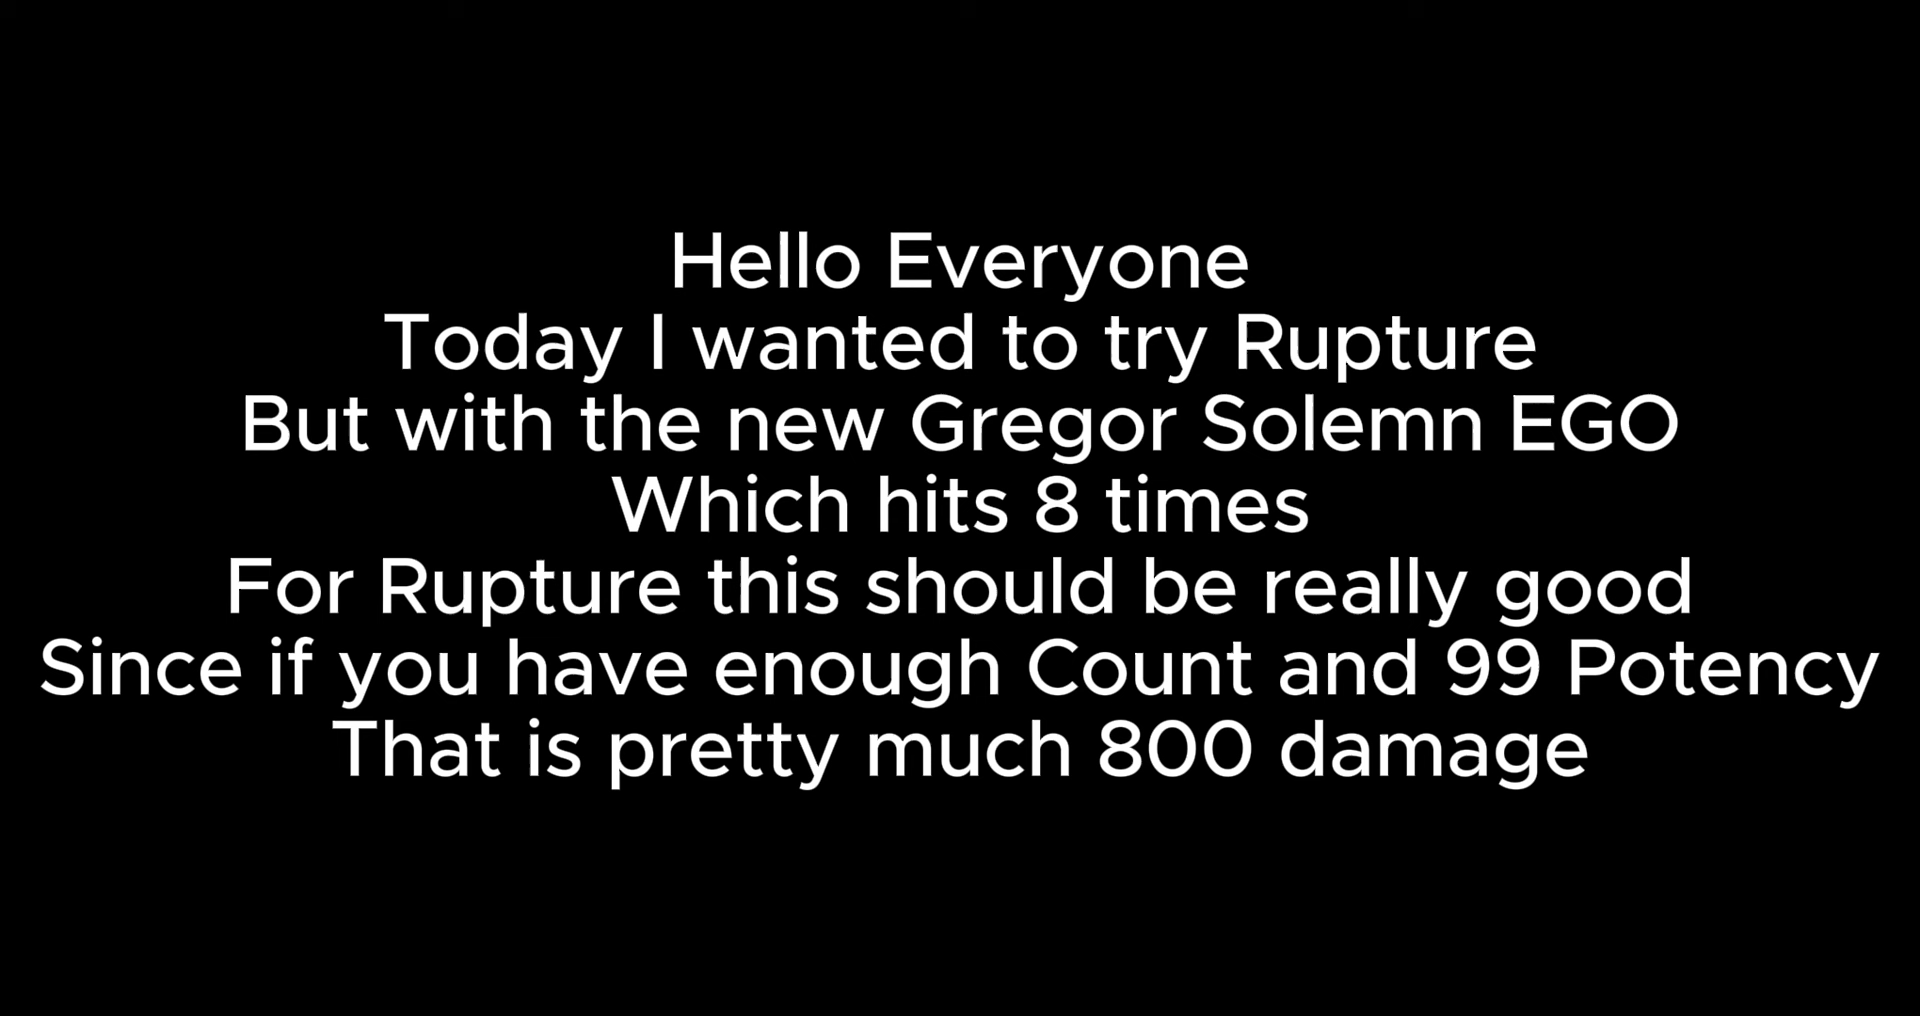 Hello Everyone
Today I wanted to try Rupture
But with the new Gregor Solemn EGO
Which hits 8 times
For Rupture this should be really good
Since if you have enough Count and 99 Potency
That is pretty much 800 damage